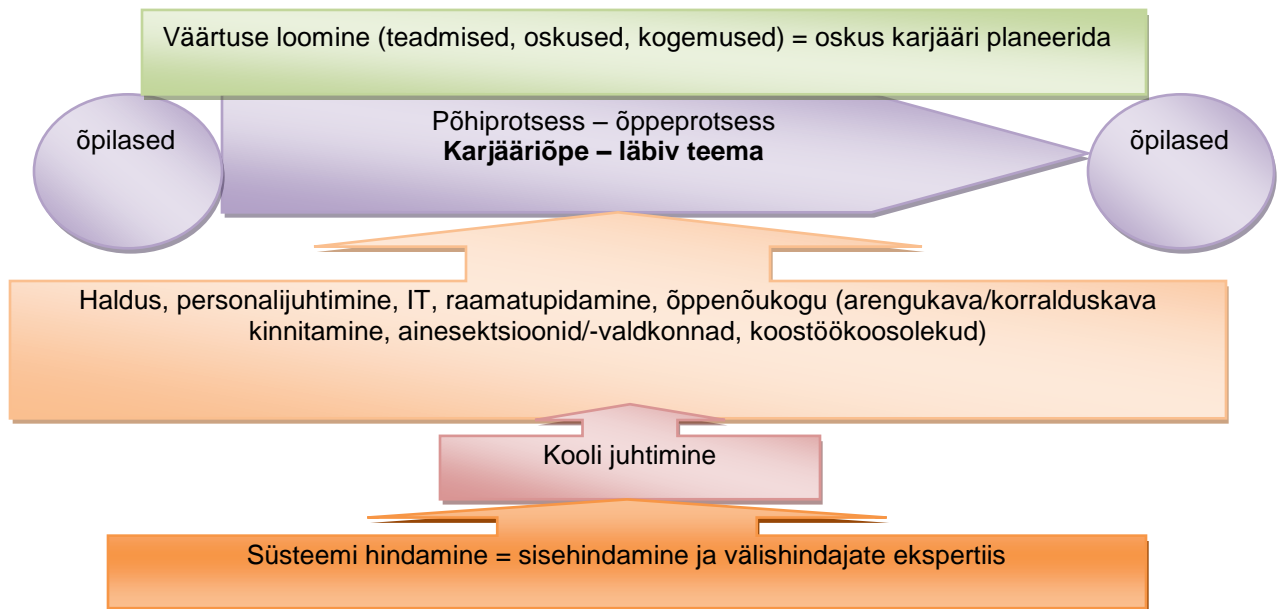 Väärtuse loomine (teadmised, oskused, kogemused) = oskus karjääri planeerida
õpilased
Põhiprotsess – õppeprotsess
Karjääriõpe – läbiv teema
õpilased
Haldus, personalijuhtimine, IT, raamatupidamine, õppenõukogu (arengukava/korralduskava
kinnitamine, ainesektsioonid/-valdkonnad, koostöökoosolekud)
Kooli juhtimine
Süsteemi hindamine = sisehindamine ja välishindajate ekspertiis